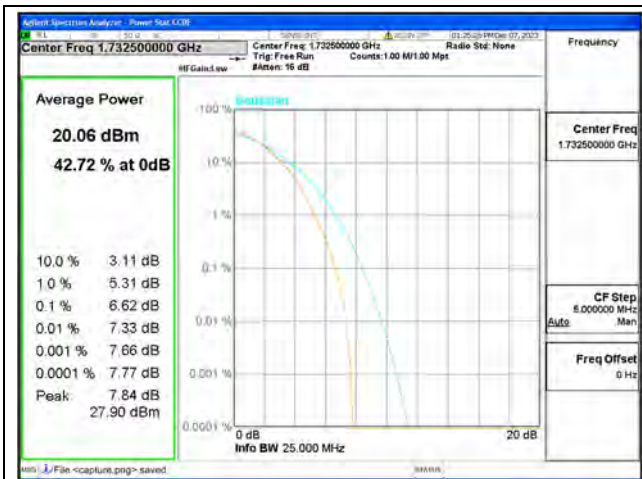 Agilent Spectrum Analyzer - Power Stat CCDF
Center Freq 1.732500000 GHz
Center Freq: 1.732500000 GHz
Trig: Free Run
Counts:1.00 M/1.00 Mpt
#IFGain:Low
#Atten: 16 dB
01:25:25 PM Dec 07, 2023
Radio Std: None
Frequency
Average Power
20.06 dBm
42.72 % at 0dB
10.0 % 3.11 dB
1.0 % 5.31 dB
0.1 % 6.62 dB
0.01 % 7.33 dB
0.001 % 7.66 dB
0.0001 % 7.77 dB
Peak 7.84 dB
27.90 dBm
100 %
Gaussian
10 %
1 %
0.1 %
0.01 %
0.001 %
0.0001 %
0 dB
20 dB
Info BW 25.000 MHz
Center Freq
1.732500000 GHz
CF Step
5.000000 MHz
Auto Man
Freq Offset
0 Hz
MSG
File <capture.png> saved
STATUS